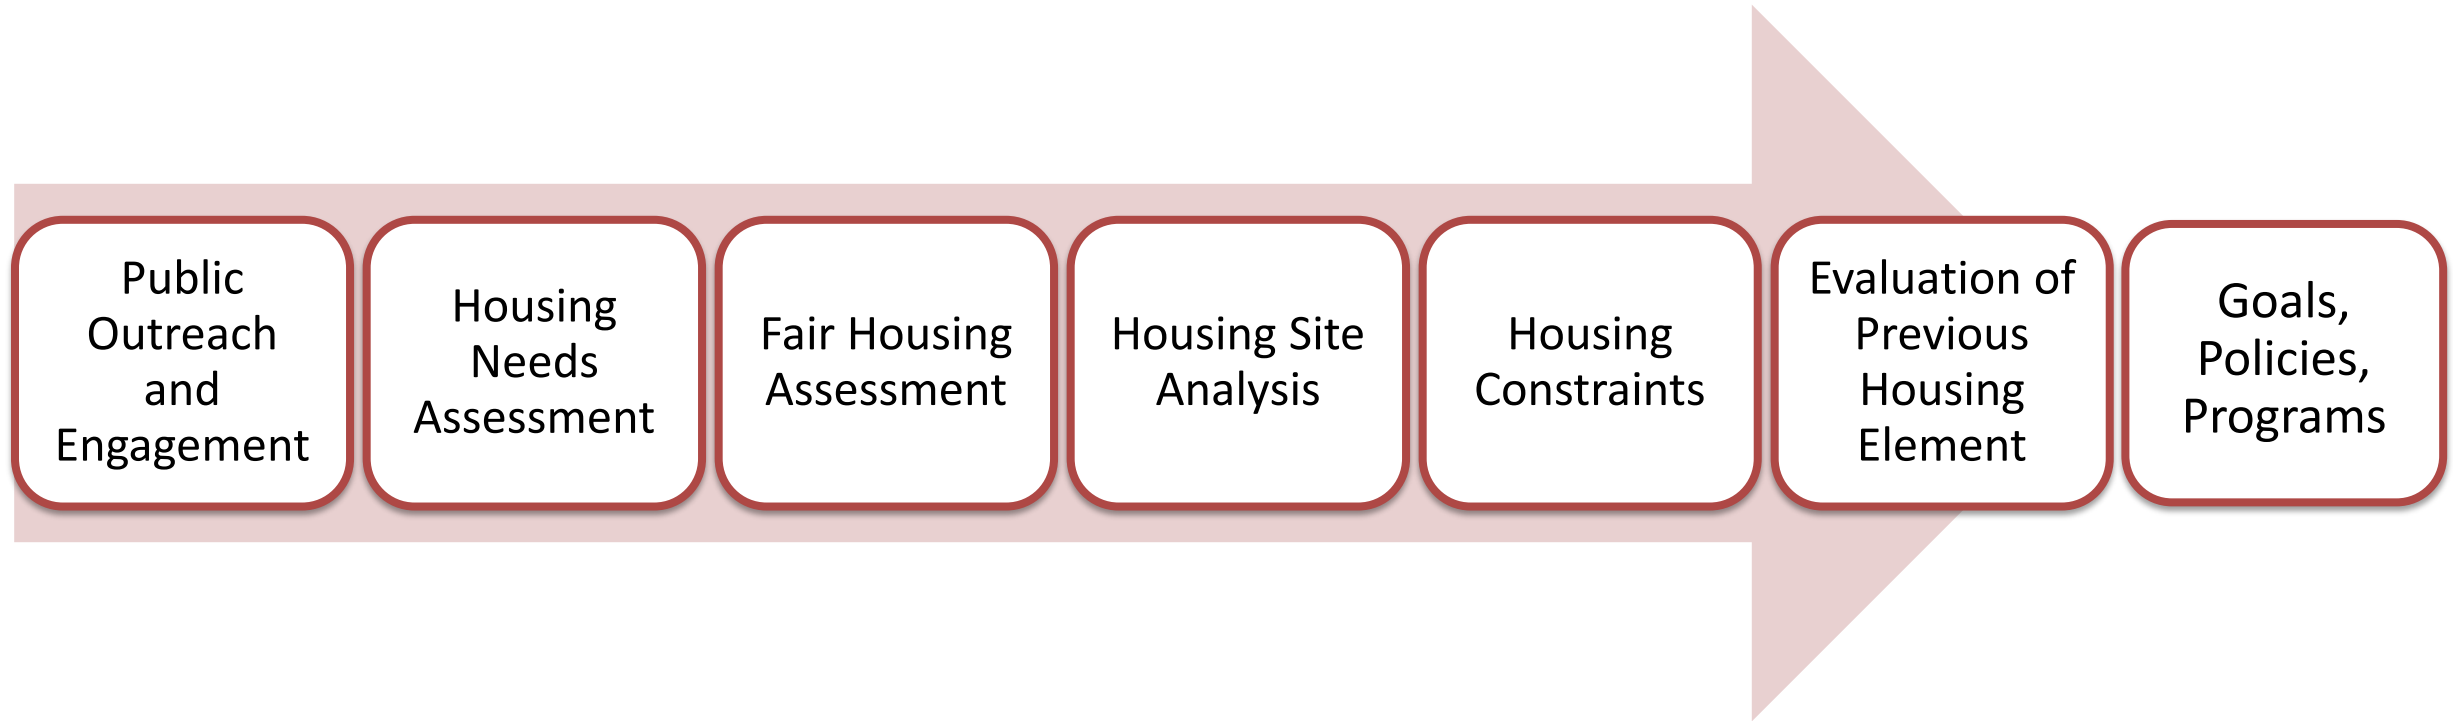 Public
Outreach
and
Engagement
Housing
Needs
Assessment
Fair Housing
Assessment
Housing Site
Analysis
Housing
Constraints
Evaluation of
Previous
Housing
Element
Goals,
Policies,
Programs